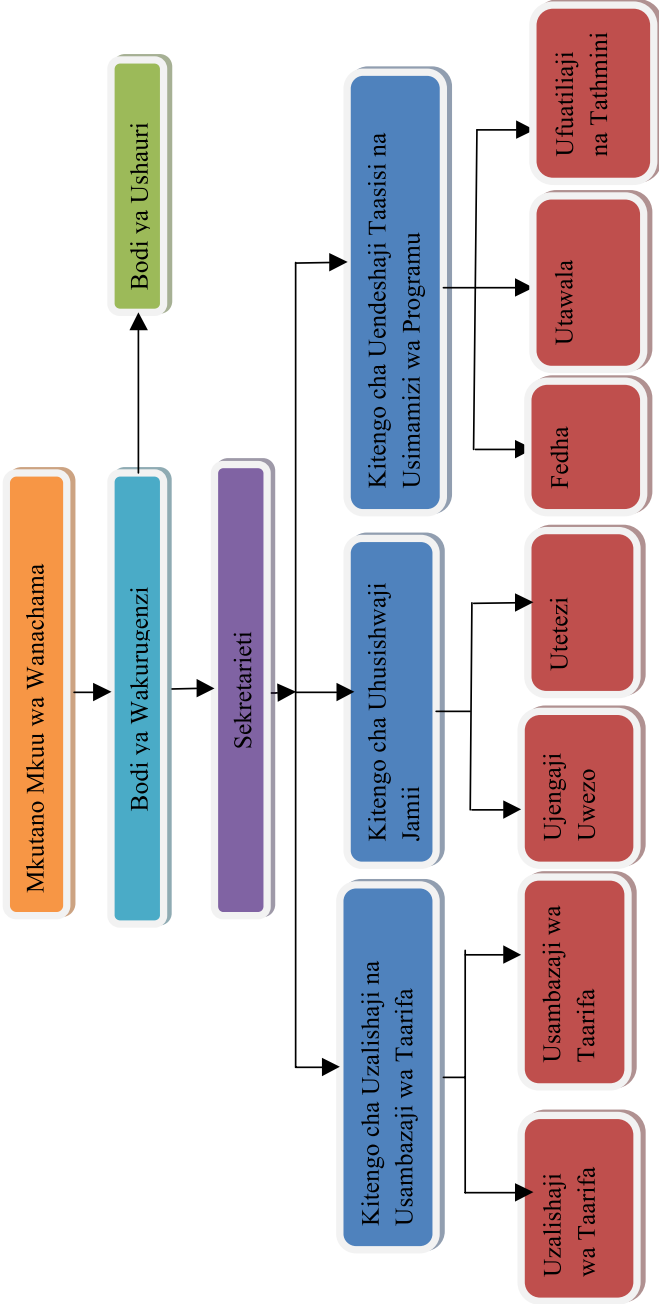 Mkutano Mkuu wa Wanachama
Bodi ya Wakurugenzi
Bodi ya Ushauri
Sekretarieti
Kitengo cha Uzalishaji na
Usambazaji wa Taarifa
Kitengo cha Uhusishwaji
Jamii
Kitengo cha Uendeshaji Taasisi na
Usimamizi wa Programu
Uzalishaji
wa Taarifa
Usambazaji wa
Taarifa
Ujengaji
Uwezo
Utetezi
Fedha
Utawala
Ufuatiliaji
na Tathmini